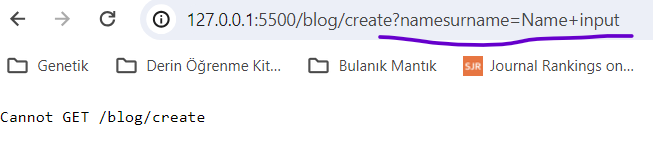 127.0.0.1:5500/blog/create?namesurname=Name+input
Genetik Derin Öğrenme Kit... Bulanık Mantık SJR Journal Rankings on...
Cannot GET /blog/create